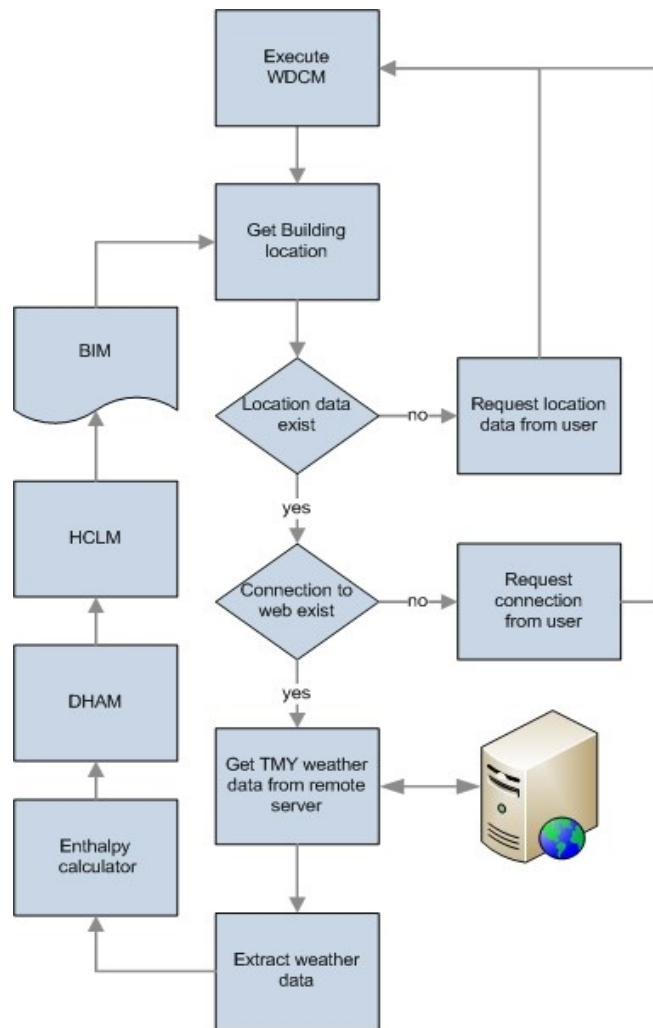 Execute
WDCM
Get Building
location
BIM
Location data
exist
no
Request location
data from user
yes
HCLM
Connection to
web exist
no
Request
connection
from user
yes
DHAM
Get TMY weather
data from remote
server
Enthalpy
calculator
Extract weather
data